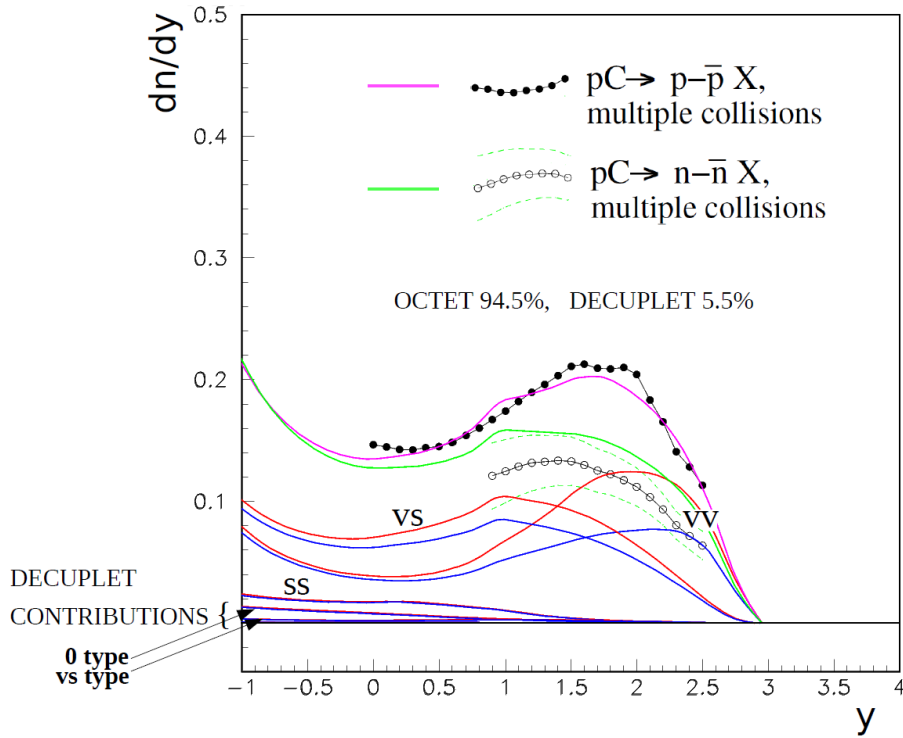 dn/dy
0.5
0.4
0.3
0.2
0.1
0
pC→ p−p̅ X,
multiple collisions
pC→ n−n̅ X,
multiple collisions
OCTET 94.5%, DECUPLET 5.5%
vs
vv
ss
DECUPLET
CONTRIBUTIONS {
0 type
vs type
−1 −0.5 0 0.5 1 1.5 2 2.5 3 3.5 4
y